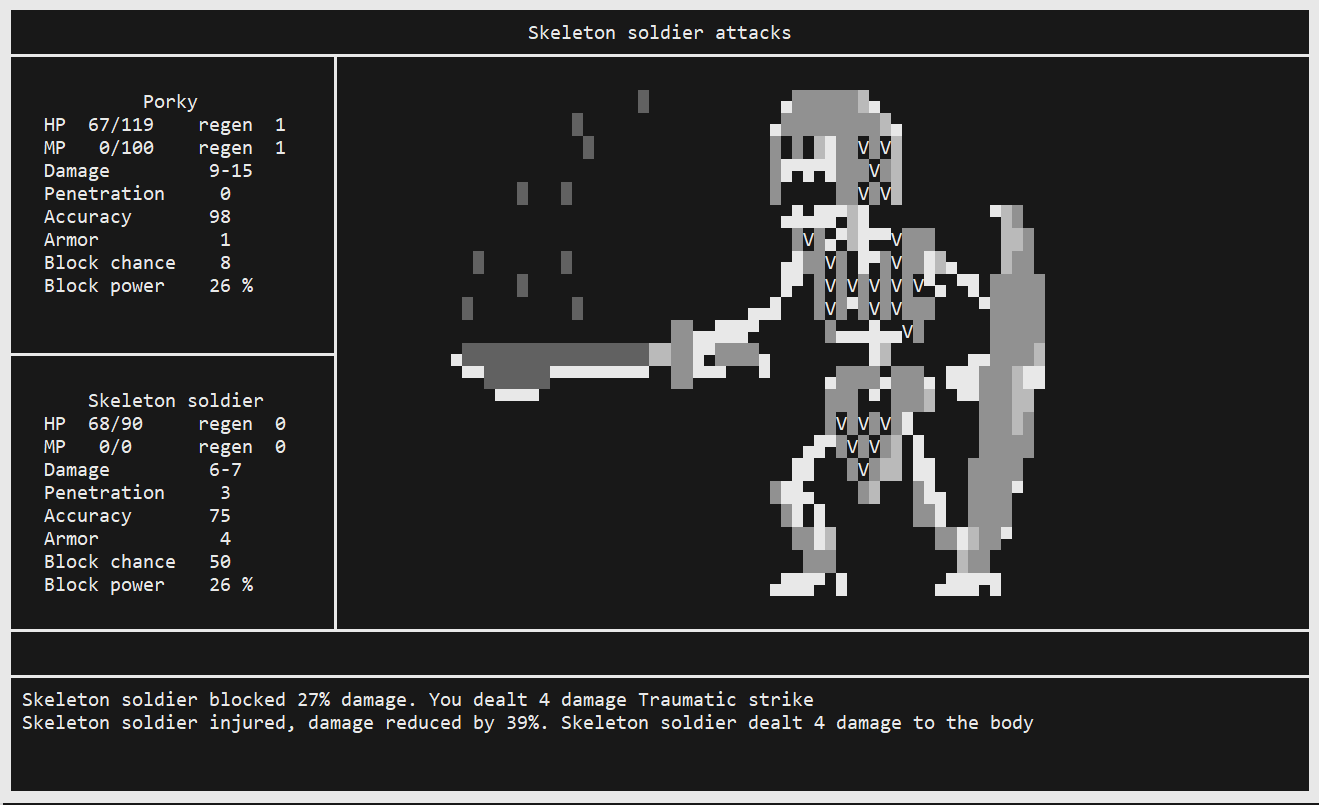 Skeleton soldier attacks
Porky
HP 67/119 regen 1
MP 0/100 regen 1
Damage 9-15
Penetration 0
Accuracy 98
Armor 1
Block chance 8
Block power 26 %
Skeleton soldier
HP 68/90 regen 0
MP 0/0 regen 0
Damage 6-7
Penetration 3
Accuracy 75
Armor 4
Block chance 50
Block power 26 %
V V
V
V V
V V
V V
V V V V V
V V V
V
V V V
V V
V
Skeleton soldier blocked 27% damage. You dealt 4 damage Traumatic strike
Skeleton soldier injured, damage reduced by 39%. Skeleton soldier dealt 4 damage to the body